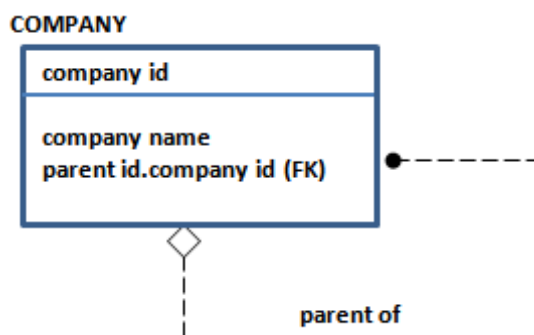 COMPANY
company id
company name
parent id.company id (FK)
parent of